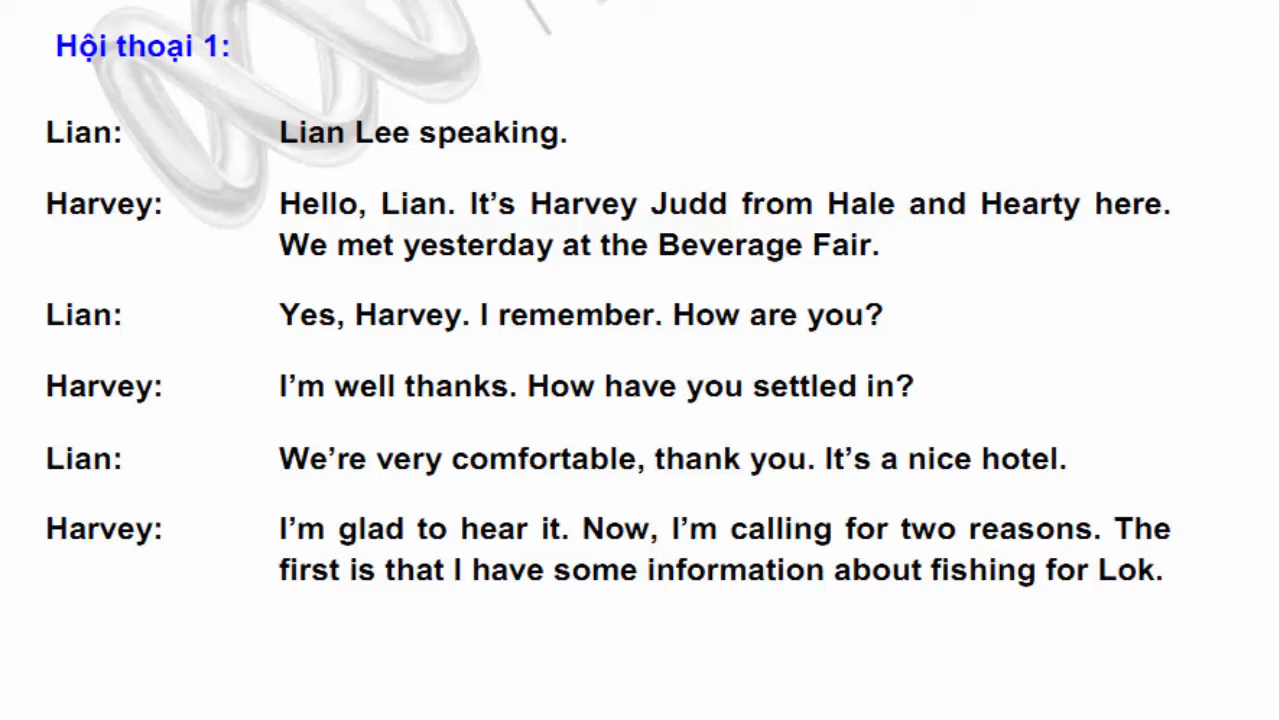 Hội thoại 1:
Lian: Lian Lee speaking.
Harvey: Hello, Lian. It’s Harvey Judd from Hale and Hearty here.
We met yesterday at the Beverage Fair.
Lian: Yes, Harvey. I remember. How are you?
Harvey: I’m well thanks. How have you settled in?
Lian: We’re very comfortable, thank you. It’s a nice hotel.
Harvey: I’m glad to hear it. Now, I’m calling for two reasons. The
first is that I have some information about fishing for Lok.